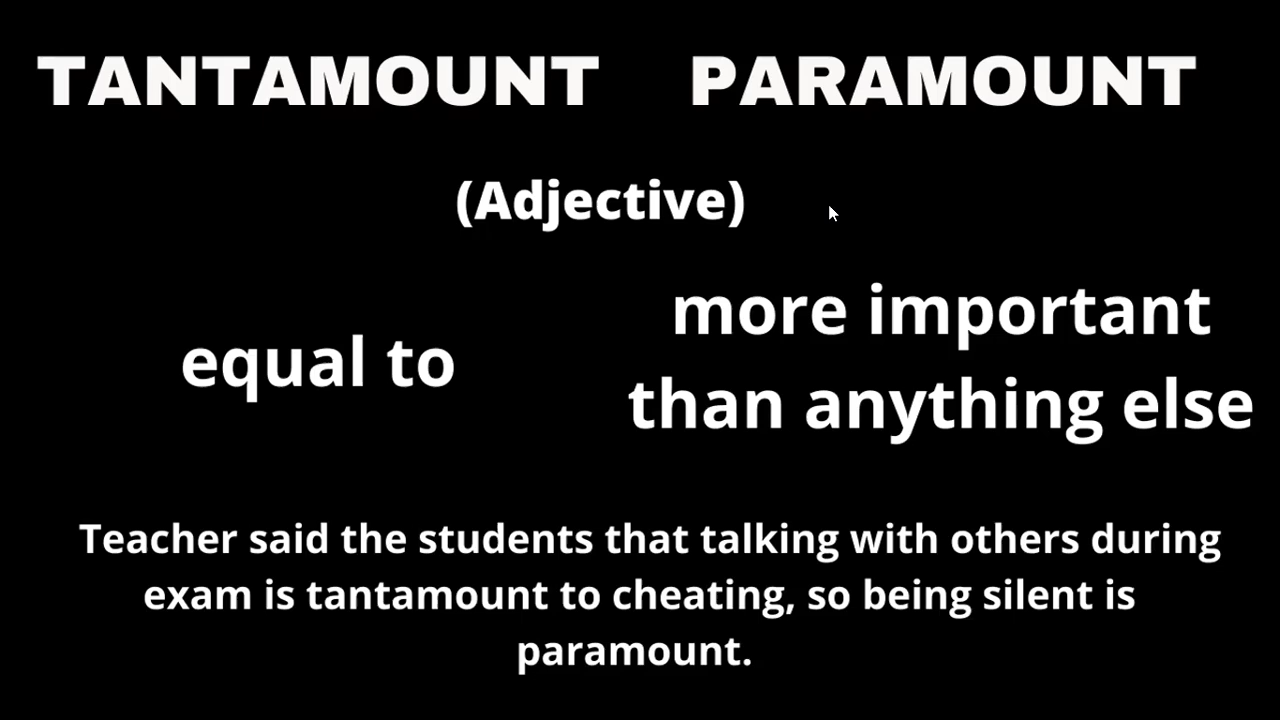 TANTAMOUNT PARAMOUNT
(Adjective)
equal to
more important
than anything else
Teacher said the students that talking with others during
exam is tantamount to cheating, so being silent is
paramount.